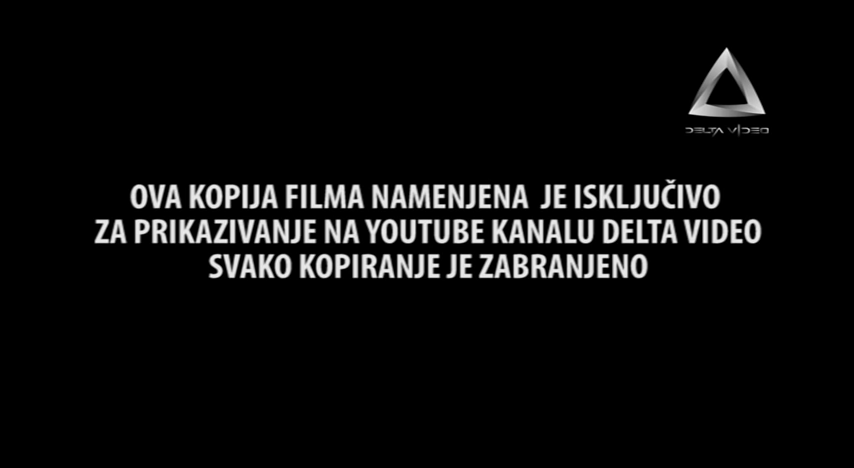 DELTA VIDEO
OVA KOPIJA FILMA NAMENJENA JE ISKLJUČIVO
ZA PRIKAZIVANJE NA YOUTUBE KANALU DELTA VIDEO
SVAKO KOPIRANJE JE ZABRANJENO